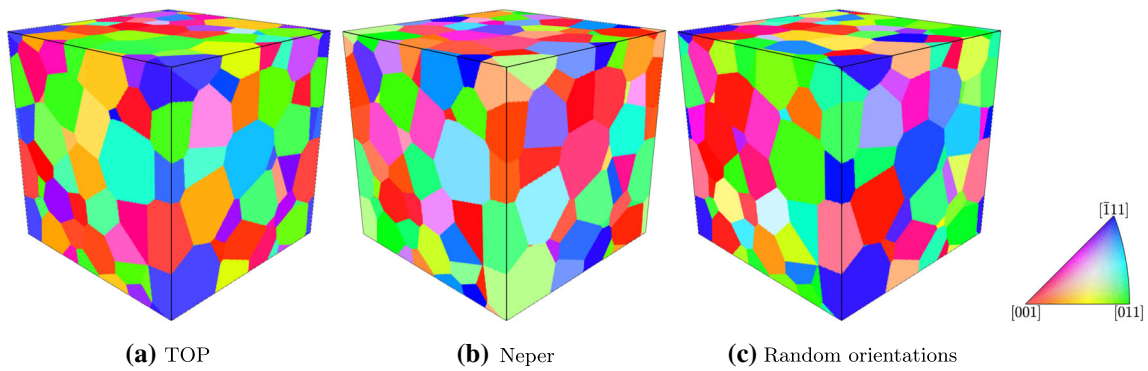 [1̄11]
[001] [011]
(a) TOP (b) Neper (c) Random orientations